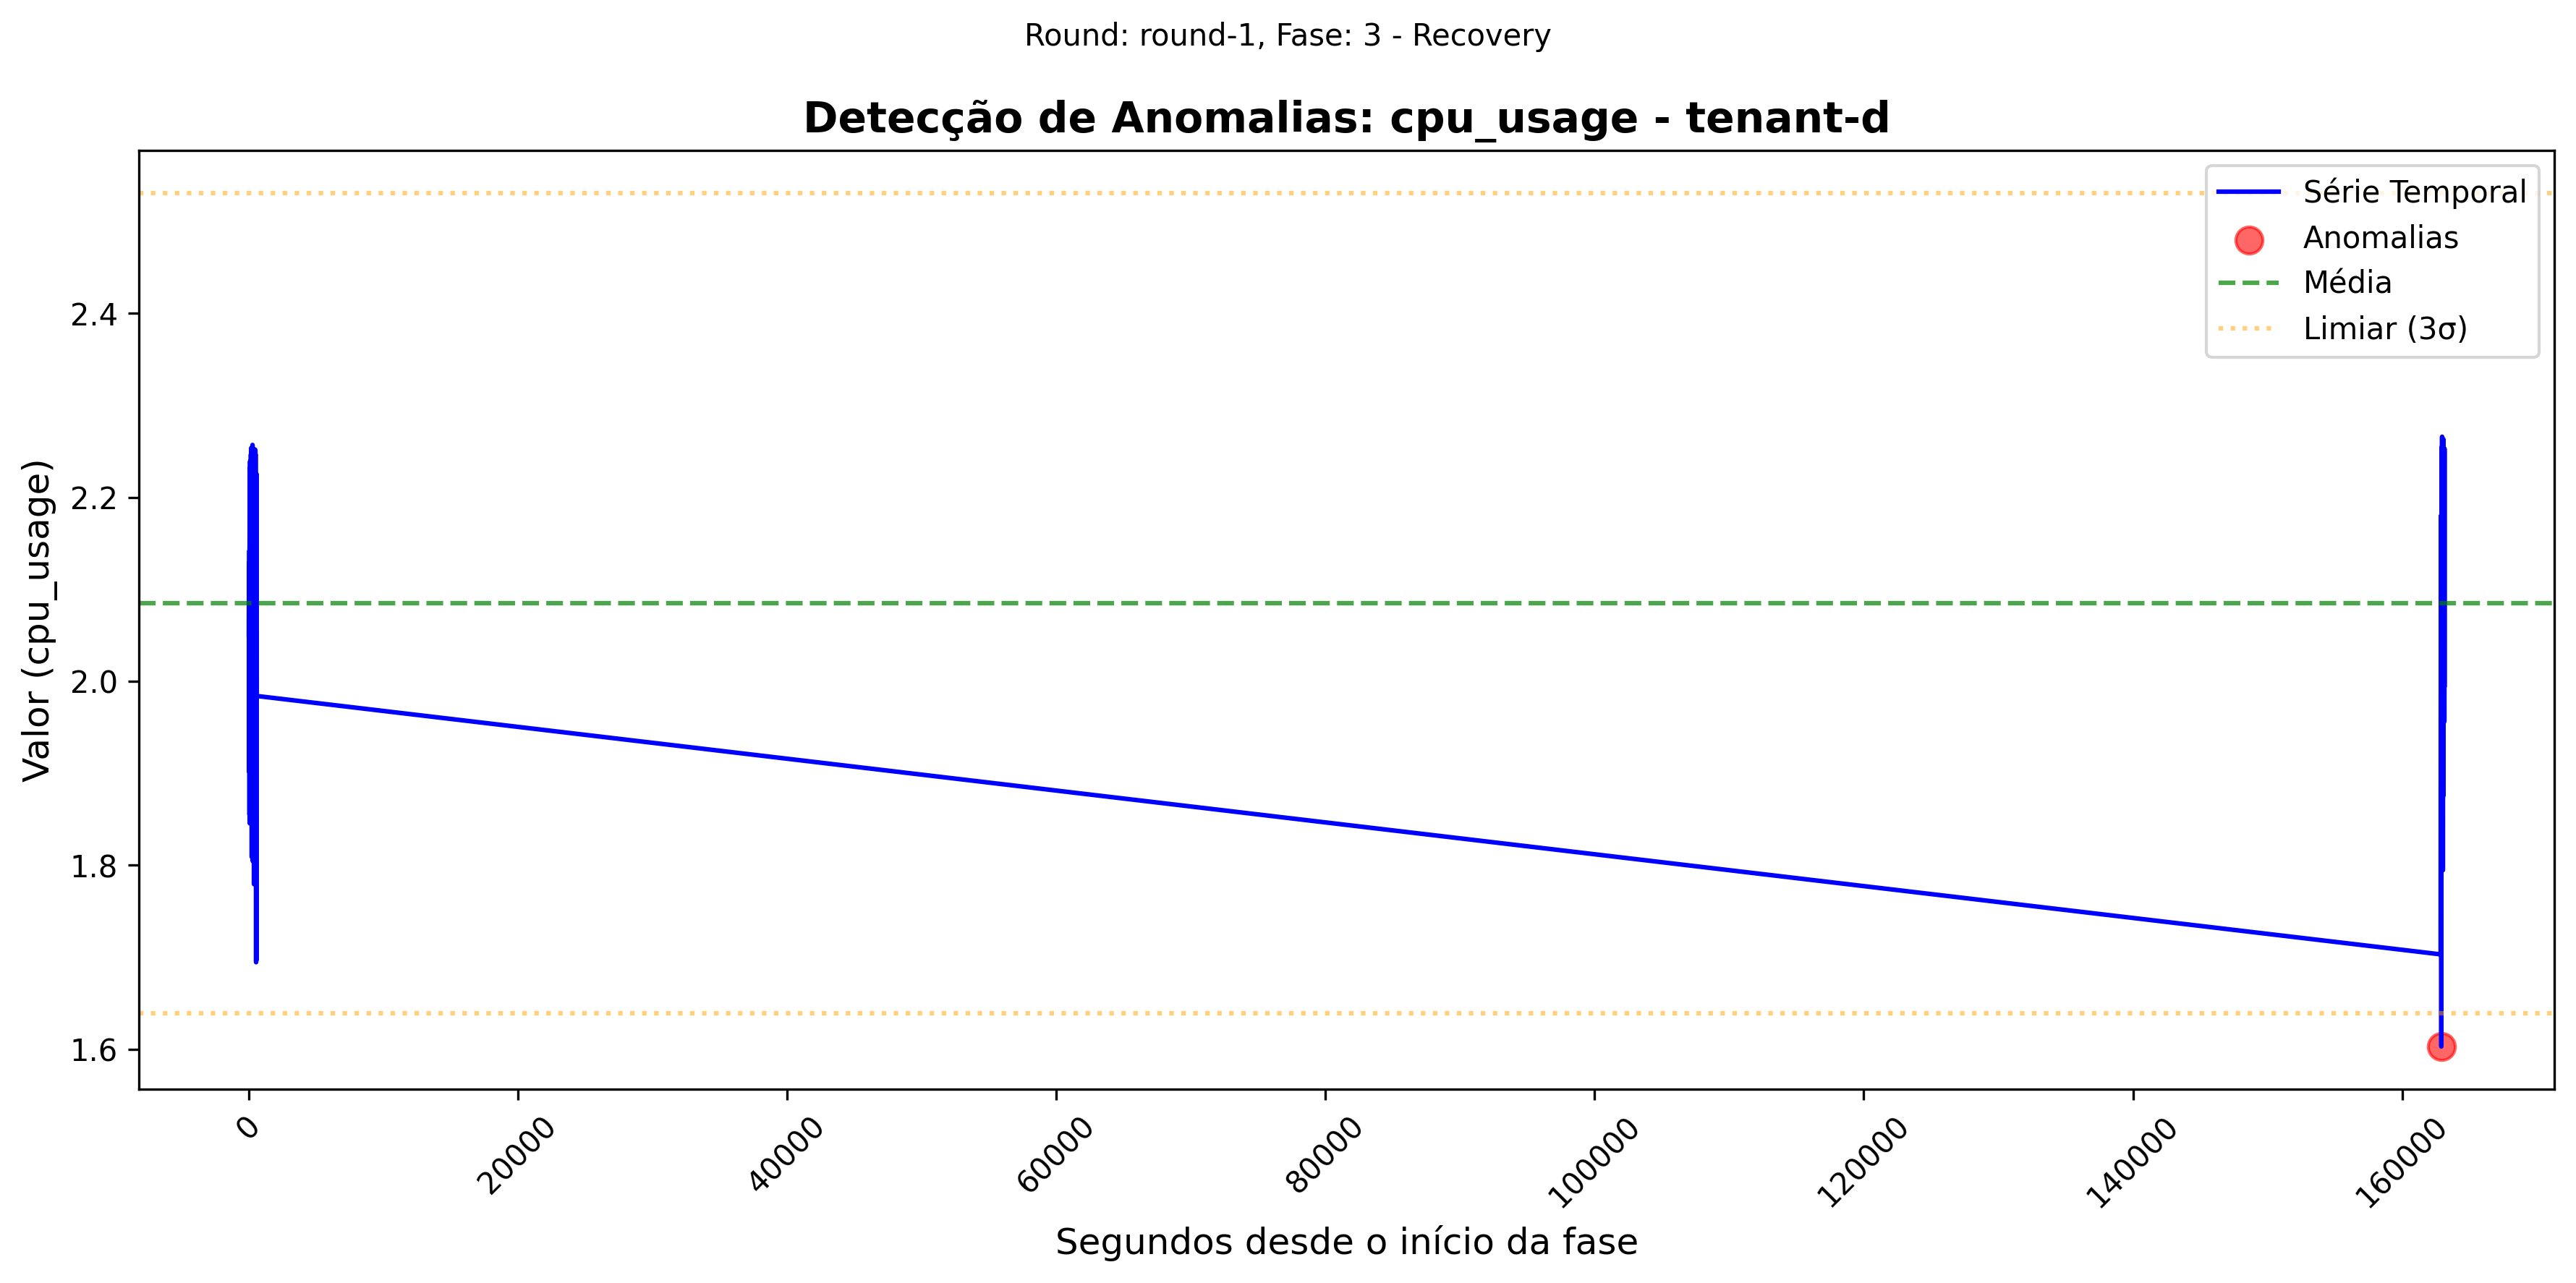 Round: round-1, Fase: 3 - Recovery
Detecção de Anomalias: cpu_usage - tenant-d
Série Temporal
Anomalias
Média
Limiar (3σ)
Valor (cpu_usage)
2.4
2.2
2.0
1.8
1.6
0
20000
40000
60000
80000
100000
120000
140000
160000
Segundos desde o início da fase